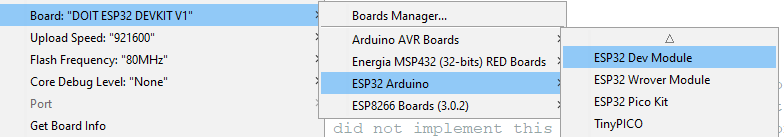 Board: "DOIT ESP32 DEVKIT V1"
Upload Speed: "921600"
Flash Frequency: "80MHz"
Core Debug Level: "None"
Port
Get Board Info
Boards Manager...
Arduino AVR Boards
Energia MSP432 (32-bits) RED Boards
ESP32 Arduino
ESP8266 Boards (3.0.2)
did not implement this
ESP32 Dev Module
ESP32 Wrover Module
ESP32 Pico Kit
TinyPICO